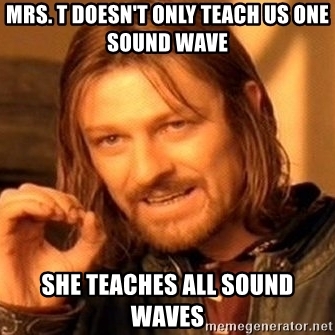 MRS. T DOESN'T ONLY TEACH US ONE
SOUND WAVE
SHE TEACHES ALL SOUND
WAVES
memegenerator.net